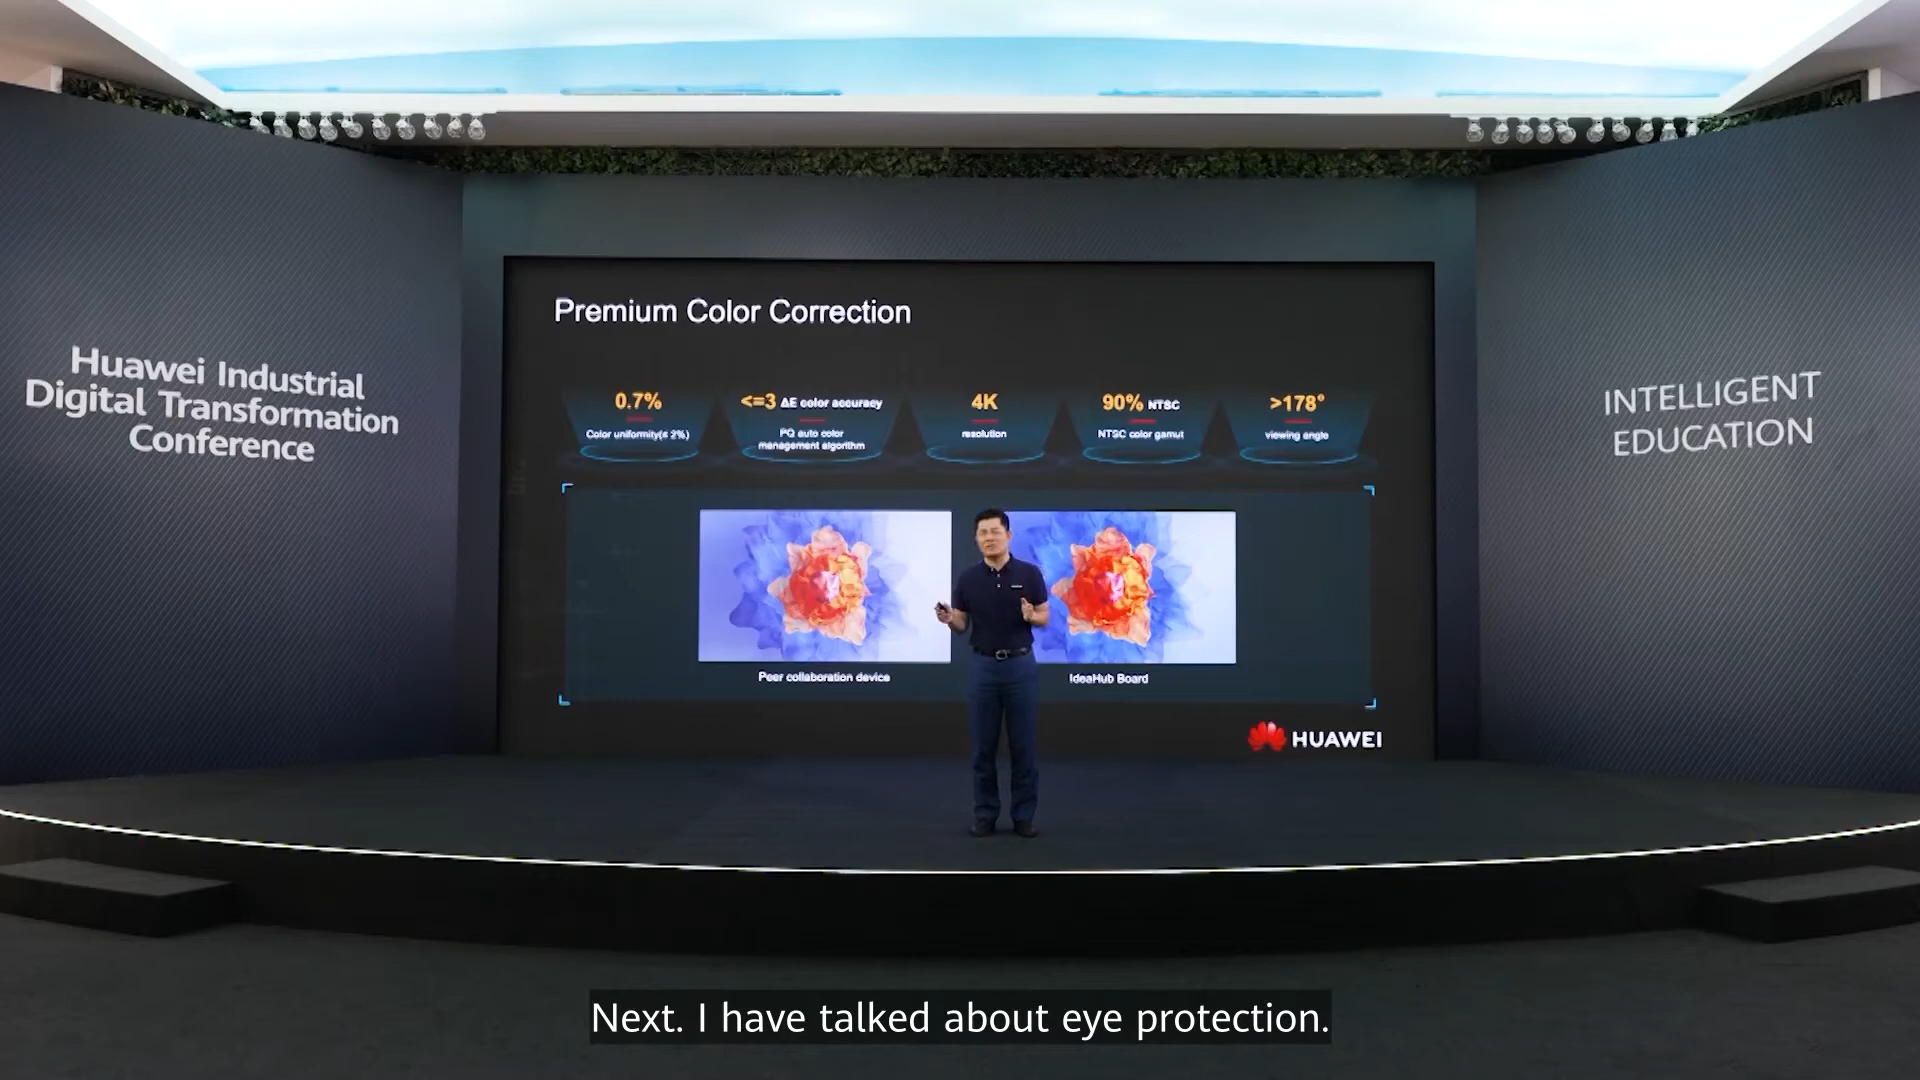 Huawei Industrial
Digital Transformation
Conference
Premium Color Correction
0.7%
Color uniformity(≤ 2%)
<=3 ΔE color accuracy
PQ auto color
management algorithm
4K
resolution
90% NTSC
NTSC color gamut
>178°
viewing angle
Peer collaboration device
IdeaHub Board
HUAWEI
INTELLIGENT
EDUCATION
Next. I have talked about eye protection.